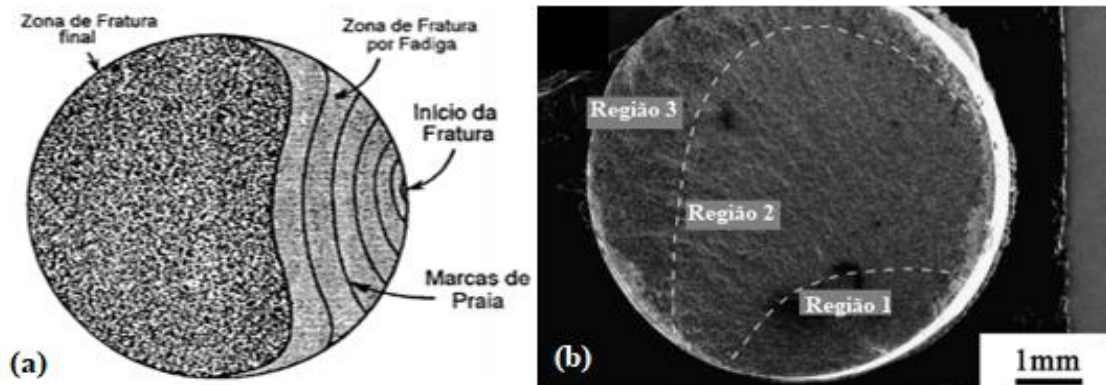 Zona de Fratura
final
Zona de Fratura
por Fadiga
Início da
Fratura
Marcas de
Praia
(a)
Região 3
Região 2
Região 1
(b)
1mm